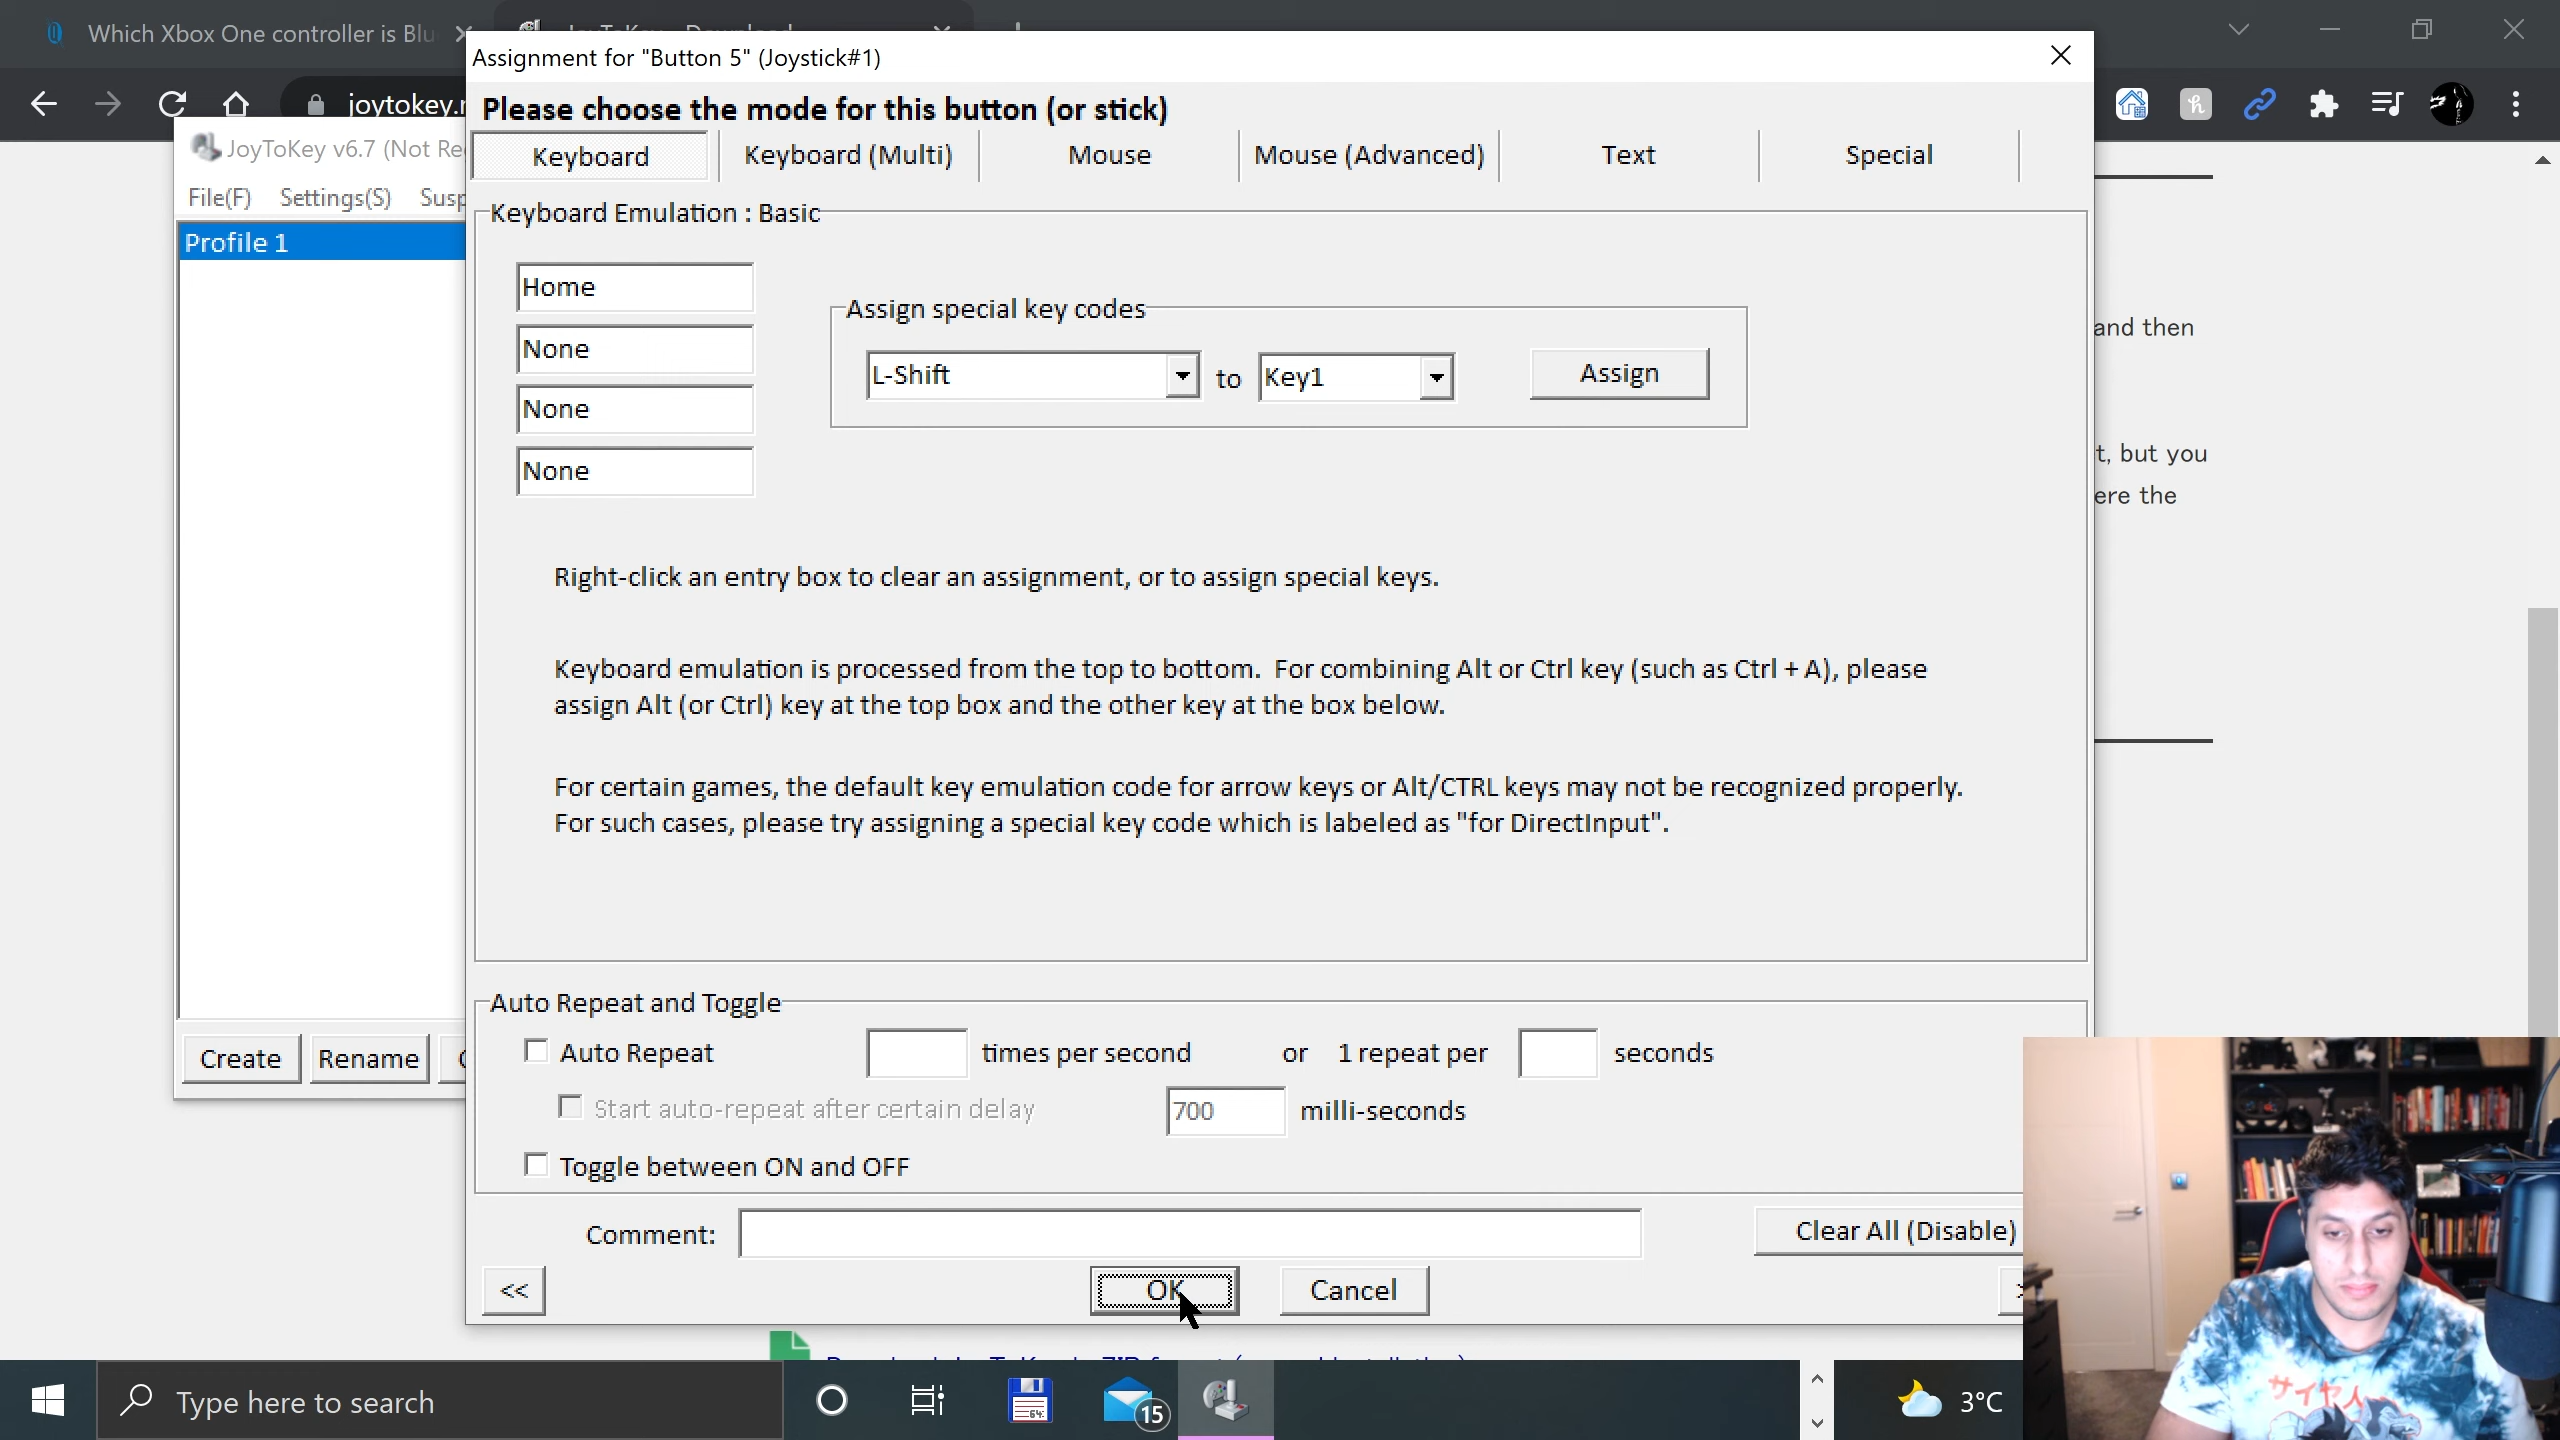 Which Xbox One controller is Blu
Assignment for "Button 5" (Joystick#1)
joytokey.r
Please choose the mode for this button (or stick)
JoyToKey v6.7 (Not Re
Keyboard
Keyboard (Multi)
Mouse
Mouse (Advanced)
Text
Special
File(F)
Settings(S)
Susp
Profile 1
Keyboard Emulation : Basic
Home
None
None
None
Assign special key codes
L-Shift
to
Key1
Assign
and then
t, but you
ere the
Right-click an entry box to clear an assignment, or to assign special keys.
Keyboard emulation is processed from the top to bottom. For combining Alt or Ctrl key (such as Ctrl + A), please
assign Alt (or Ctrl) key at the top box and the other key at the box below.
For certain games, the default key emulation code for arrow keys or Alt/CTRL keys may not be recognized properly.
For such cases, please try assigning a special key code which is labeled as "for DirectInput".
Create
Rename
Auto Repeat and Toggle
Auto Repeat
times per second
or
1 repeat per
seconds
Start auto-repeat after certain delay
700
milli-seconds
Toggle between ON and OFF
Comment:
Clear All (Disable)
<<
OK
Cancel
Type here to search
64
15
3°C
サイヤ人